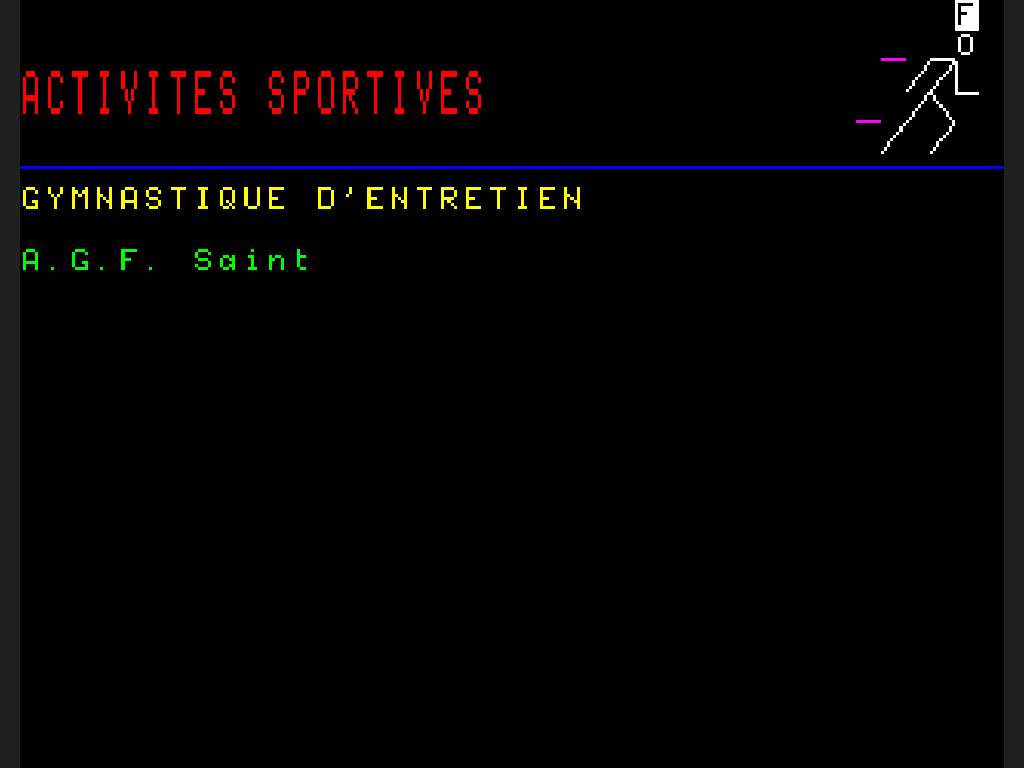 F
ACTIVITES SPORTIVES
GYMNASTIQUE D'ENTRETIEN
A.G.F. Saint